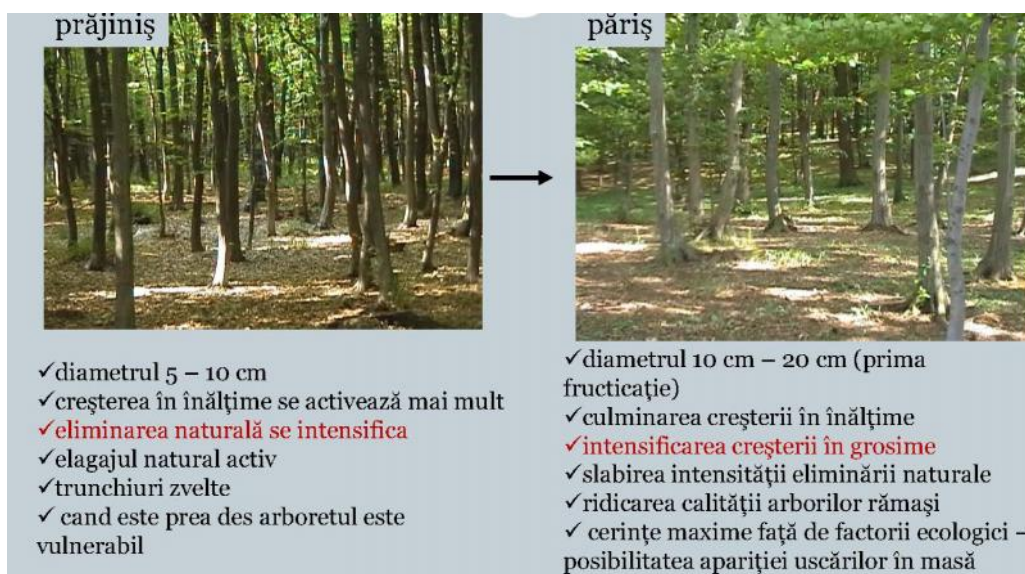 prăjiniş
păriş
✓diametrul 5 – 10 cm
✓creşterea în înălţime se activează mai mult
✓eliminarea naturală se intensifica
✓elagajul natural activ
✓trunchiuri zvelte
✓ cand este prea des arboretul este
vulnerabil
✓diametrul 10 cm – 20 cm (prima
fructicaţie)
✓culminarea creşterii în înălţime
✓intensificarea creşterii în grosime
✓slabirea intensităţii eliminării naturale
✓ridicarea calităţii arborilor rămaşi
✓ cerinţe maxime faţă de factorii ecologici –
posibilitatea apariţiei uscărilor în masă